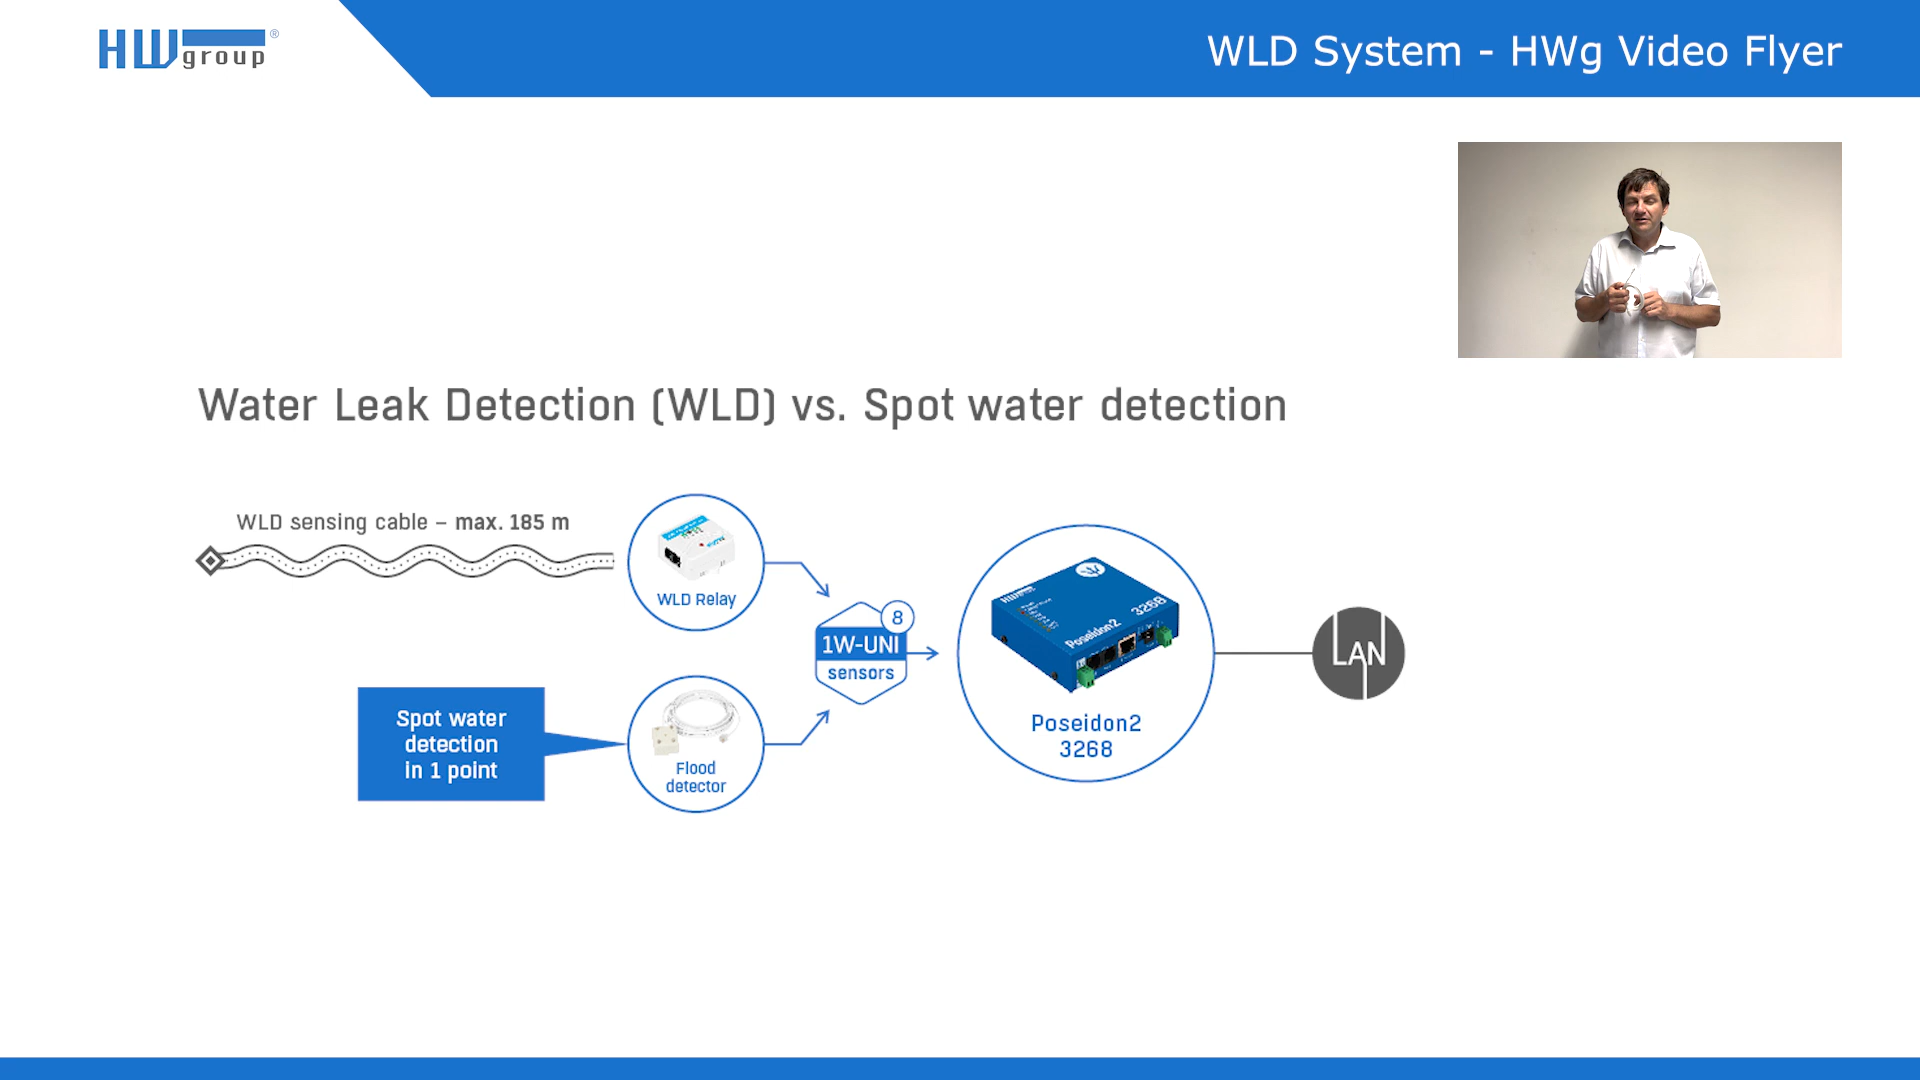 HW group ®
WLD System - HWg Video Flyer
Water Leak Detection (WLD) vs. Spot water detection
WLD sensing cable – max. 185 m
WLD Relay
8
1W-UNI
sensors
Poseidon2
3268
Spot water
detection
in 1 point
Flood
detector
Poseidon2
3268
LAN